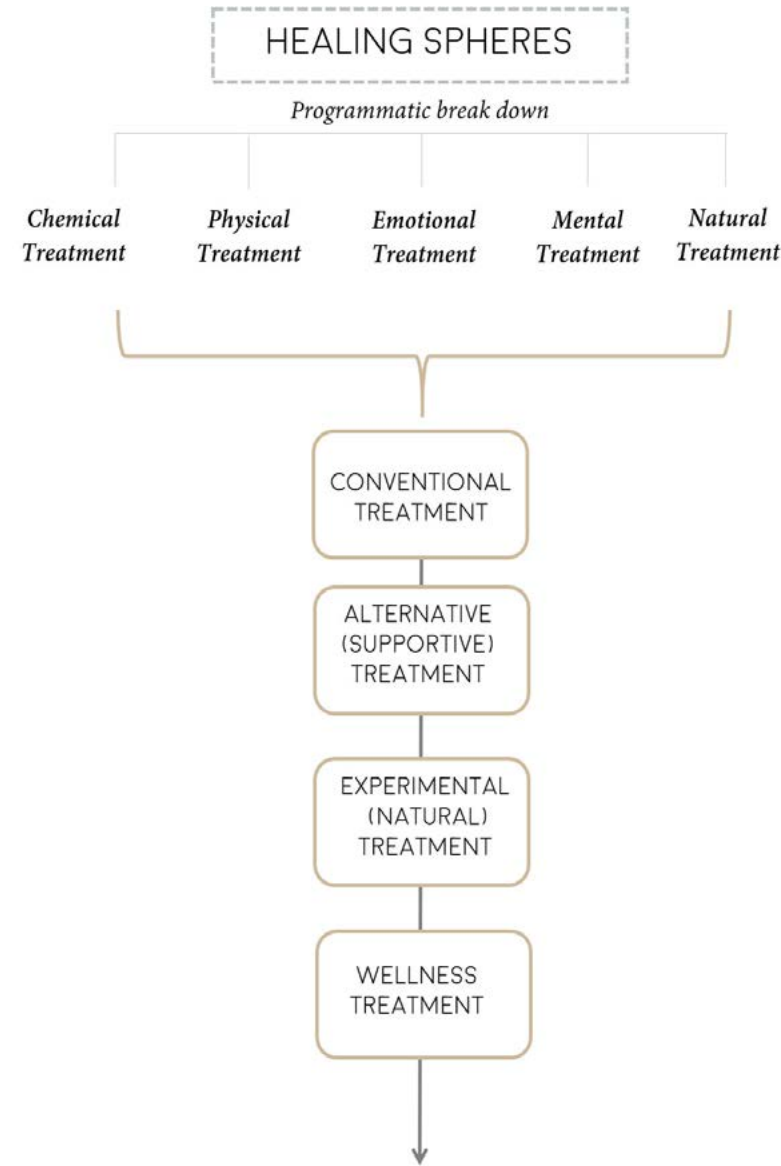 HEALING SPHERES
Programmatic break down
Chemical Treatment
Physical Treatment
Emotional Treatment
Mental Treatment
Natural Treatment
CONVENTIONAL
TREATMENT
ALTERNATIVE
(SUPPORTIVE)
TREATMENT
EXPERIMENTAL
(NATURAL)
TREATMENT
WELLNESS
TREATMENT